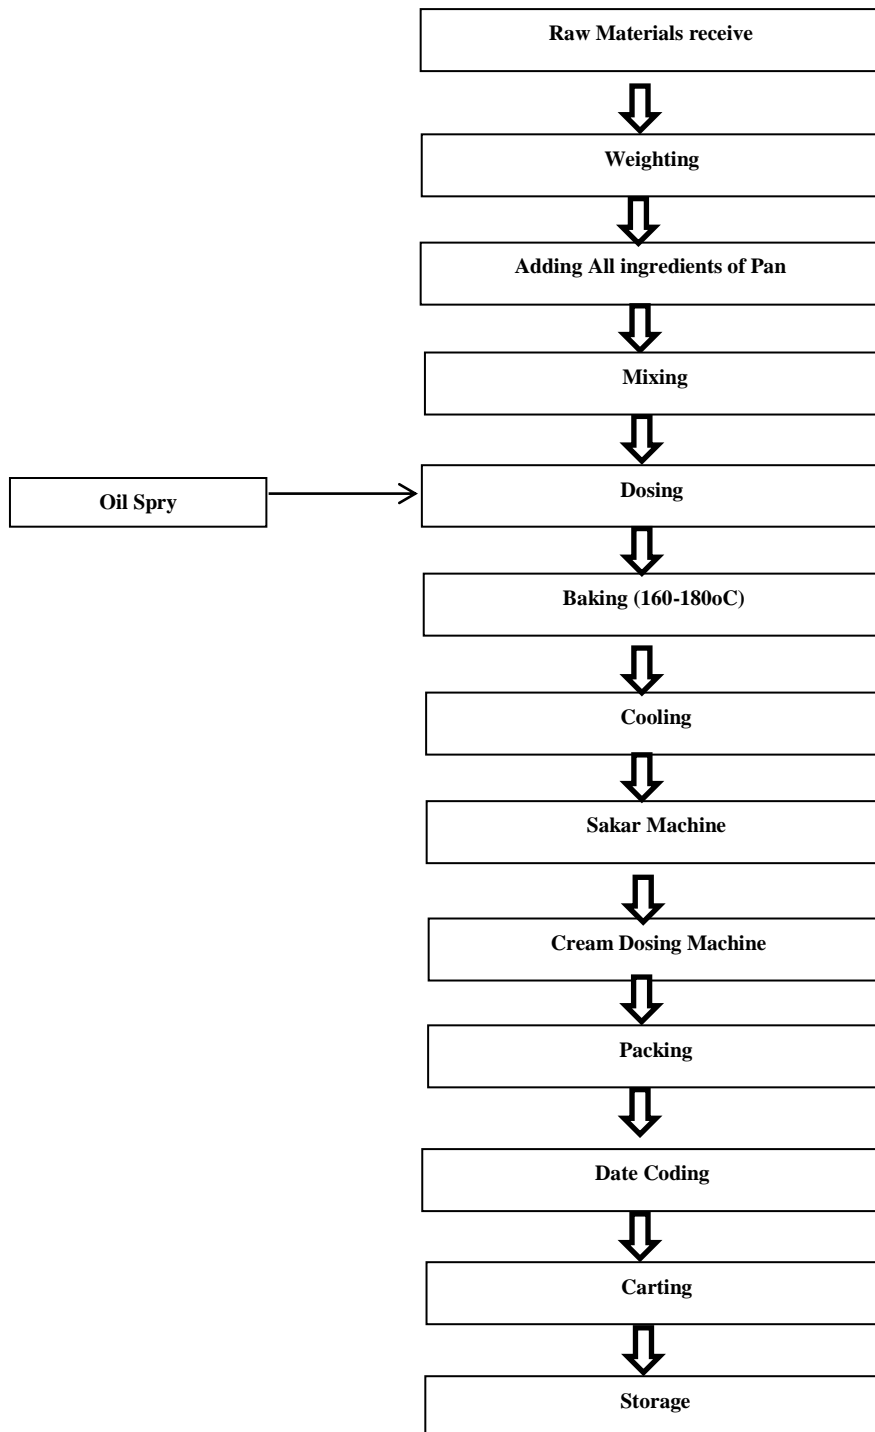 Raw Materials receive
Weighting
Adding All ingredients of Pan
Mixing
Oil Spry
Dosing
Baking (160-180oC)
Cooling
Sakar Machine
Cream Dosing Machine
Packing
Date Coding
Carting
Storage